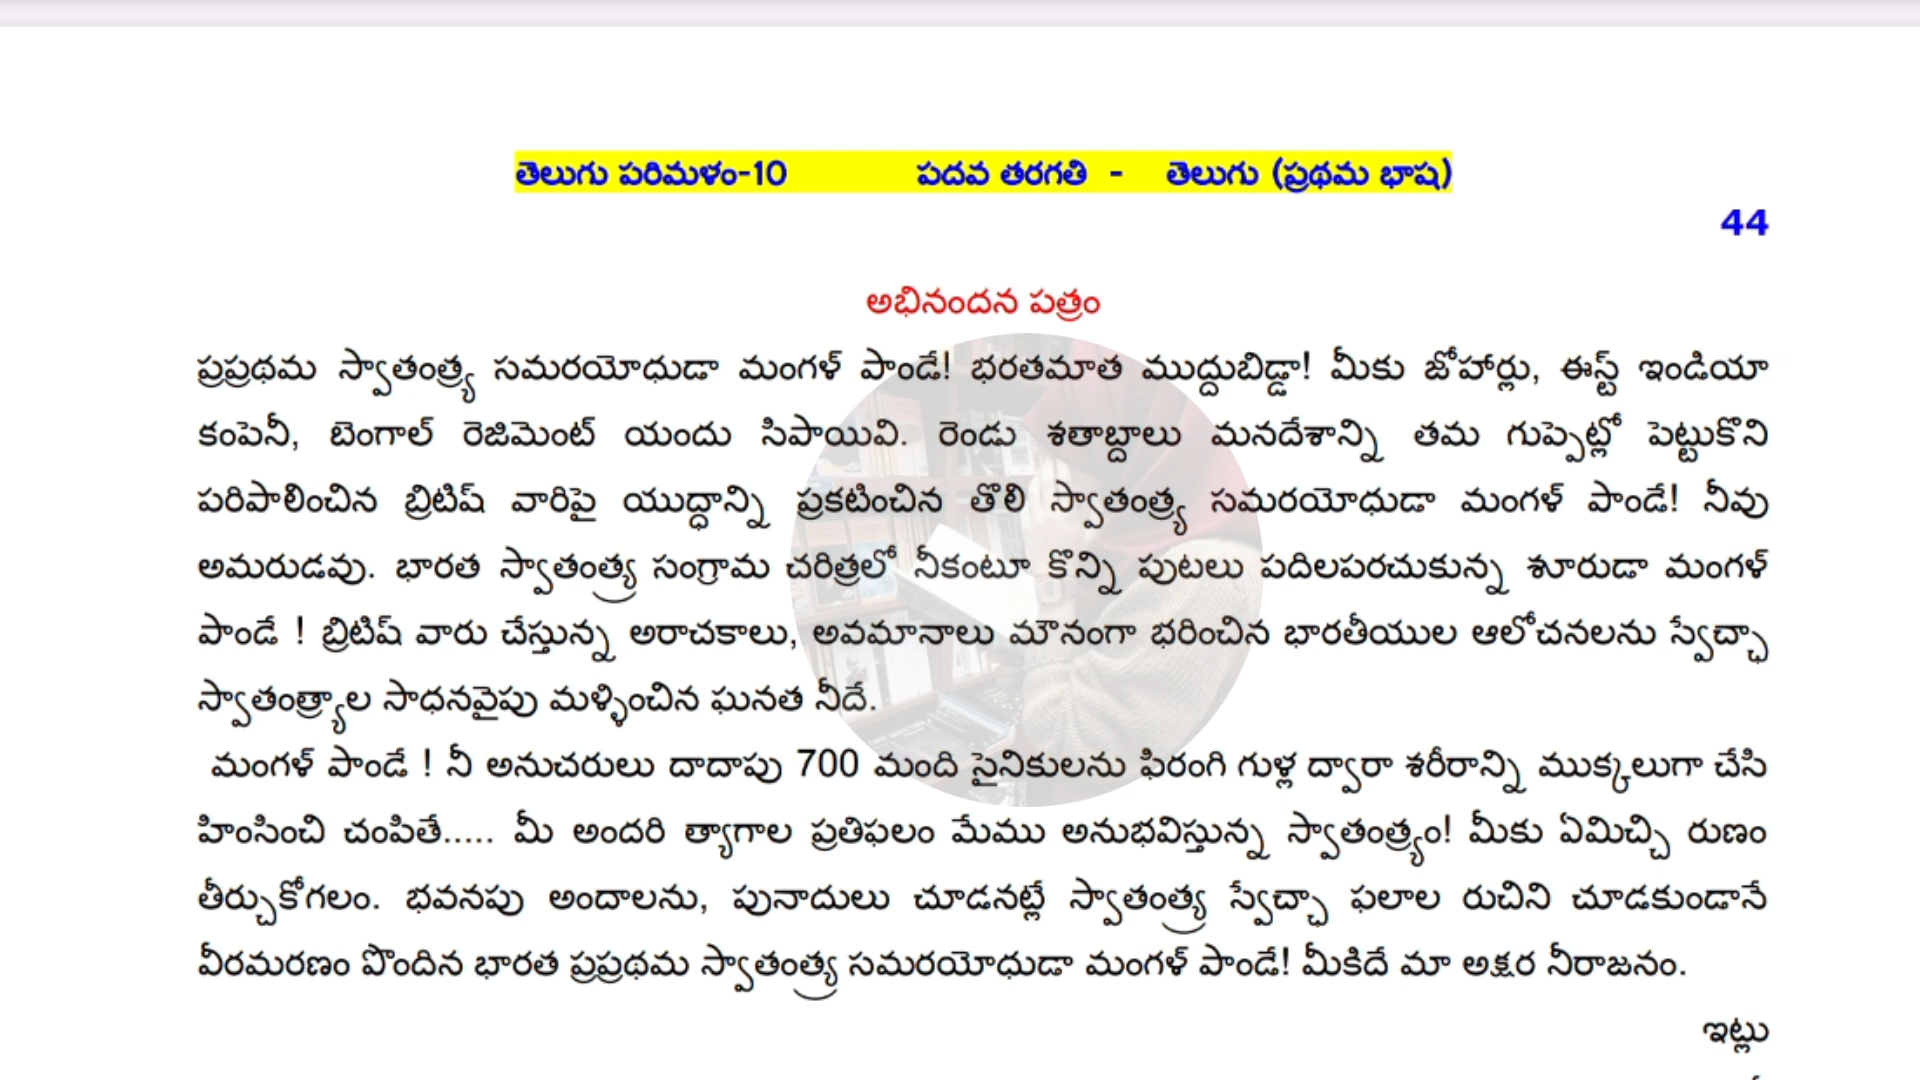 తెలుగు పరిమళం-10 పదవ తరగతి - తెలుగు (ప్రథమ భాష)
44
అభినందన పత్రం
ప్రప్రథమ స్వాతంత్ర్య సమరయోధుడా మంగళ్ పాండే! భరతమాత ముద్దుబిడ్డా! మీకు జోహార్లు, ఈస్ట్ ఇండియా
కంపెనీ, బెంగాల్ రెజిమెంట్ యందు సిపాయివి. రెండు శతాబ్దాలు మనదేశాన్ని తమ గుప్పెట్లో పెట్టుకొని
పరిపాలించిన బ్రిటిష్ వారిపై యుద్ధాన్ని ప్రకటించిన తొలి స్వాతంత్ర్య సమరయోధుడా మంగళ్ పాండే! నీవు
అమరుడవు. భారత స్వాతంత్ర్య సంగ్రామ చరిత్రలో నీకంటూ కొన్ని పుటలు పదిలపరచుకున్న శూరుడా మంగళ్
పాండే ! బ్రిటిష్ వారు చేస్తున్న అరాచకాలు, అవమానాలు మౌనంగా భరించిన భారతీయుల ఆలోచనలను స్వేచ్ఛా
స్వాతంత్ర్యాల సాధనవైపు మళ్ళించిన ఘనత నీదే.
మంగళ్ పాండే ! నీ అనుచరులు దాదాపు 700 మంది సైనికులను ఫిరంగి గుళ్ల ద్వారా శరీరాన్ని ముక్కలుగా చేసి
హింసించి చంపితే..... మీ అందరి త్యాగాల ప్రతిఫలం మేము అనుభవిస్తున్న స్వాతంత్ర్యం! మీకు ఏమిచ్చి రుణం
తీర్చుకోగలం. భవనపు అందాలను, పునాదులు చూడనట్లే స్వాతంత్ర్య స్వేచ్ఛా ఫలాల రుచిని చూడకుండానే
వీరమరణం పొందిన భారత ప్రప్రథమ స్వాతంత్ర్య సమరయోధుడా మంగళ్ పాండే! మీకిదే మా అక్షర నీరాజనం.
ఇట్లు